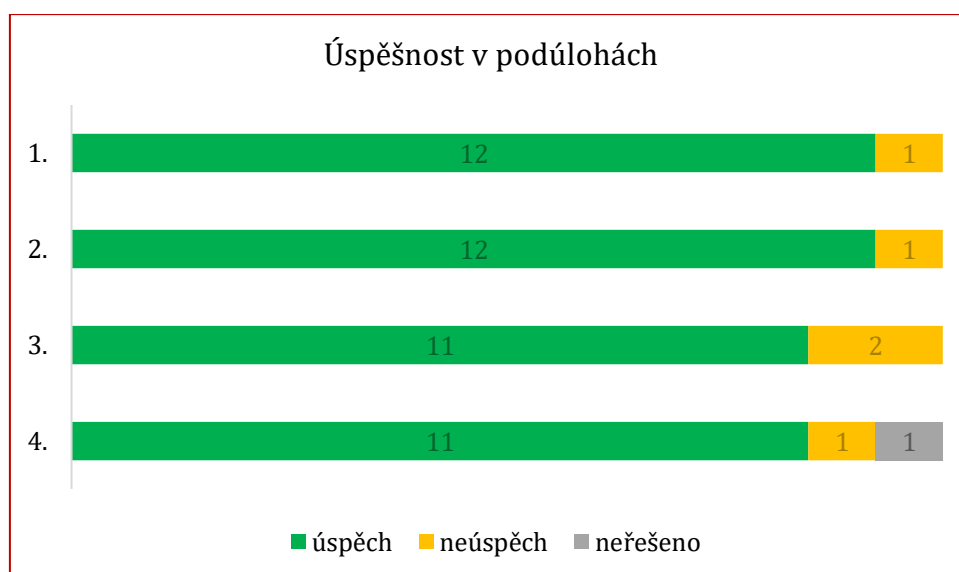 Úspěšnost v podúlohách
1. 12 1
2. 12 1
3. 11 2
4. 11 1 1
úspěch neúspěch neřešeno